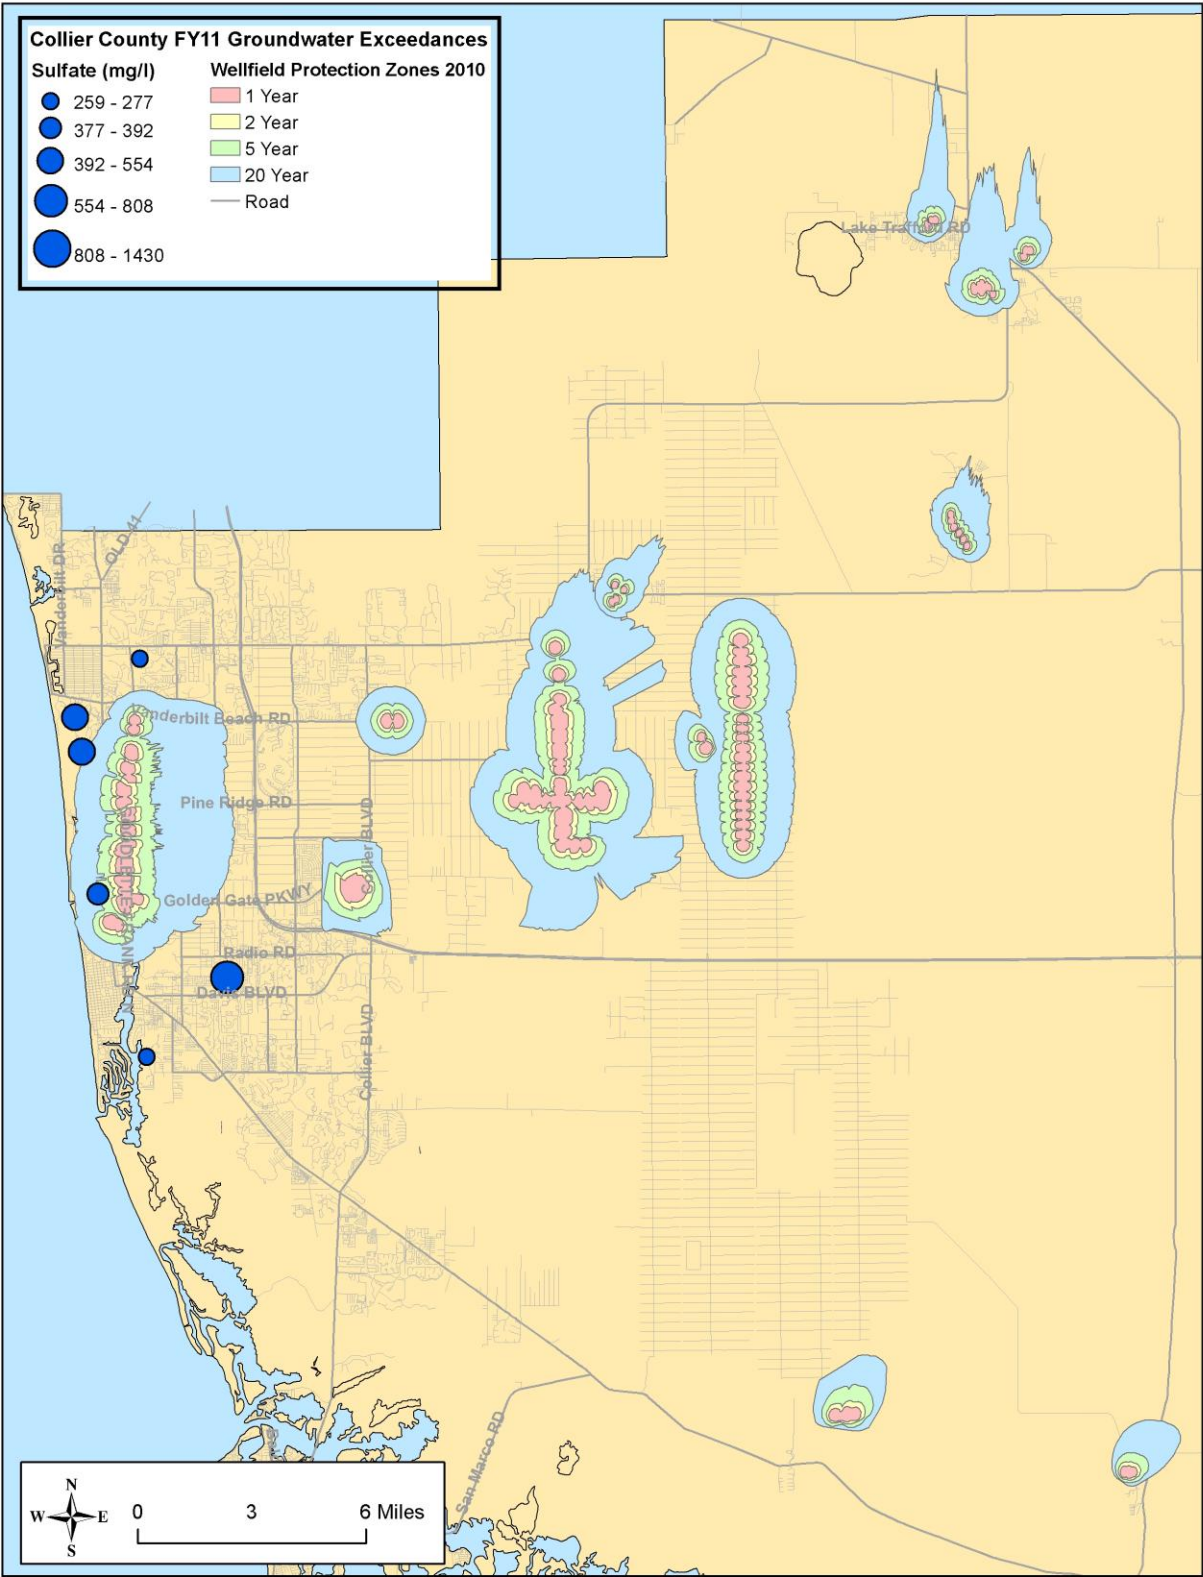 Collier County FY11 Groundwater Exceedances
Sulfate (mg/l)
259 - 277
377 - 392
392 - 554
554 - 808
808 - 1430
Wellfield Protection Zones 2010
1 Year
2 Year
5 Year
20 Year
Road
Lake Trafford RD
OLD 41
Vanderbilt DR
Vanderbilt Beach RD
Pine Ridge RD
Collier BLVD
Golden Gate PKWY
Radio RD
Davis BLVD
Collier BLVD
San Marco RD
N
W E
S
0 3 6 Miles